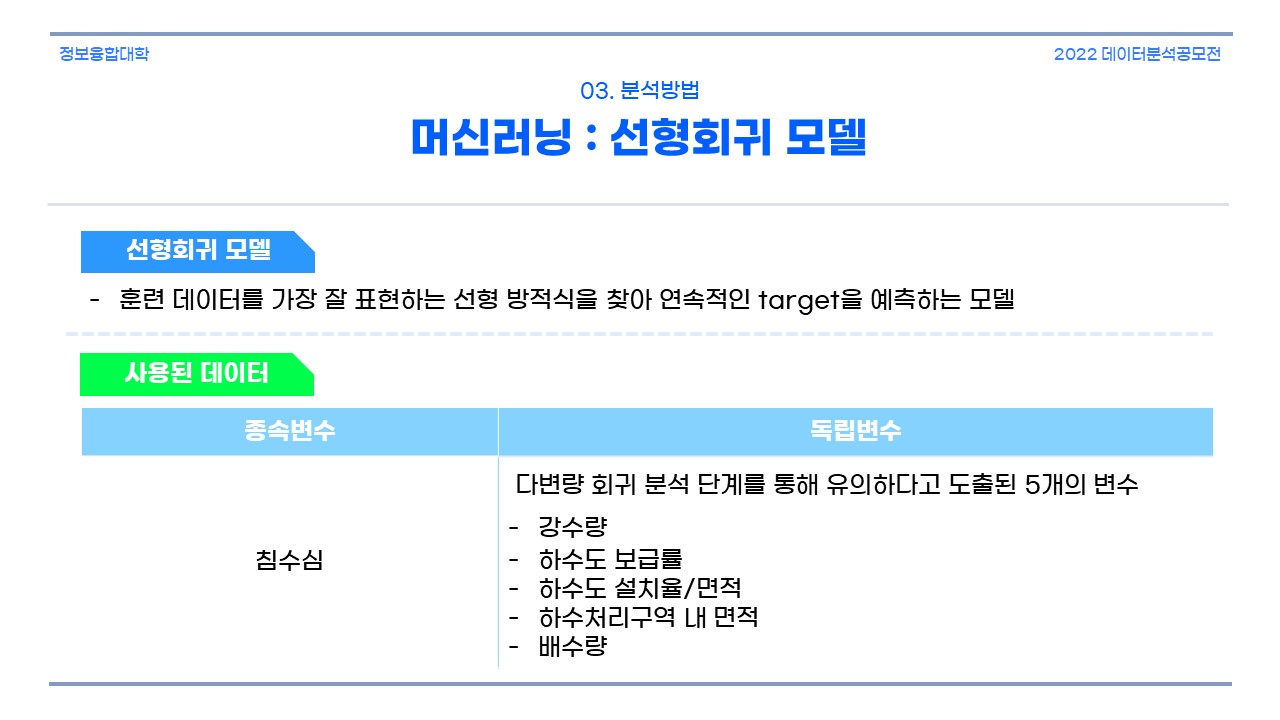 정보융합대학
2022 데이터분석공모전
03. 분석방법
머신러닝 : 선형회귀 모델
선형회귀 모델
- 훈련 데이터를 가장 잘 표현하는 선형 방적식을 찾아 연속적인 target을 예측하는 모델
사용된 데이터
종속변수
독립변수
침수심
다변량 회귀 분석 단계를 통해 유의하다고 도출된 5개의 변수
- 강수량
- 하수도 보급률
- 하수도 설치율/면적
- 하수처리구역 내 면적
- 배수량